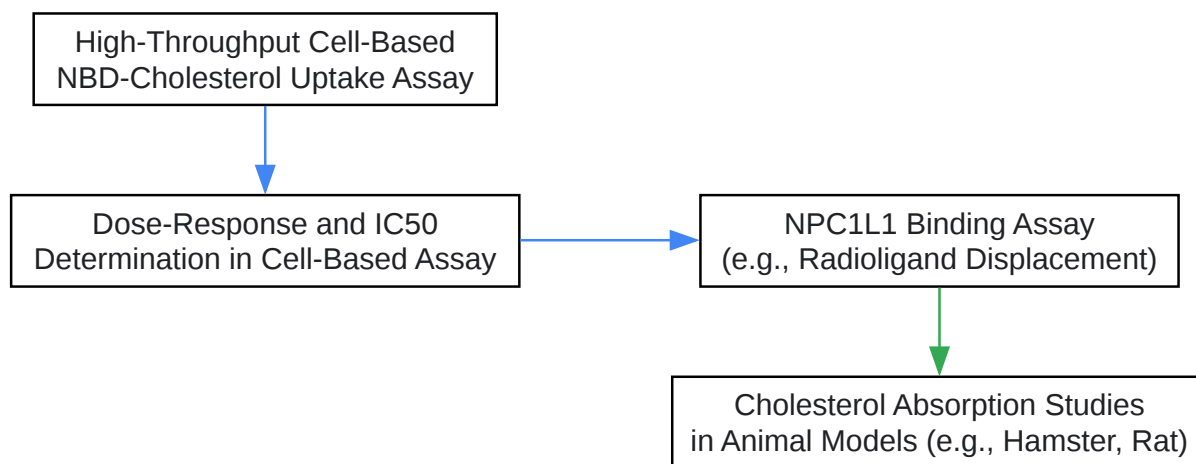 High-Throughput Cell-Based
NBD-Cholesterol Uptake Assay
Dose-Response and IC50
Determination in Cell-Based Assay
NPC1L1 Binding Assay
(e.g., Radioligand Displacement)
Cholesterol Absorption Studies
in Animal Models (e.g., Hamster, Rat)